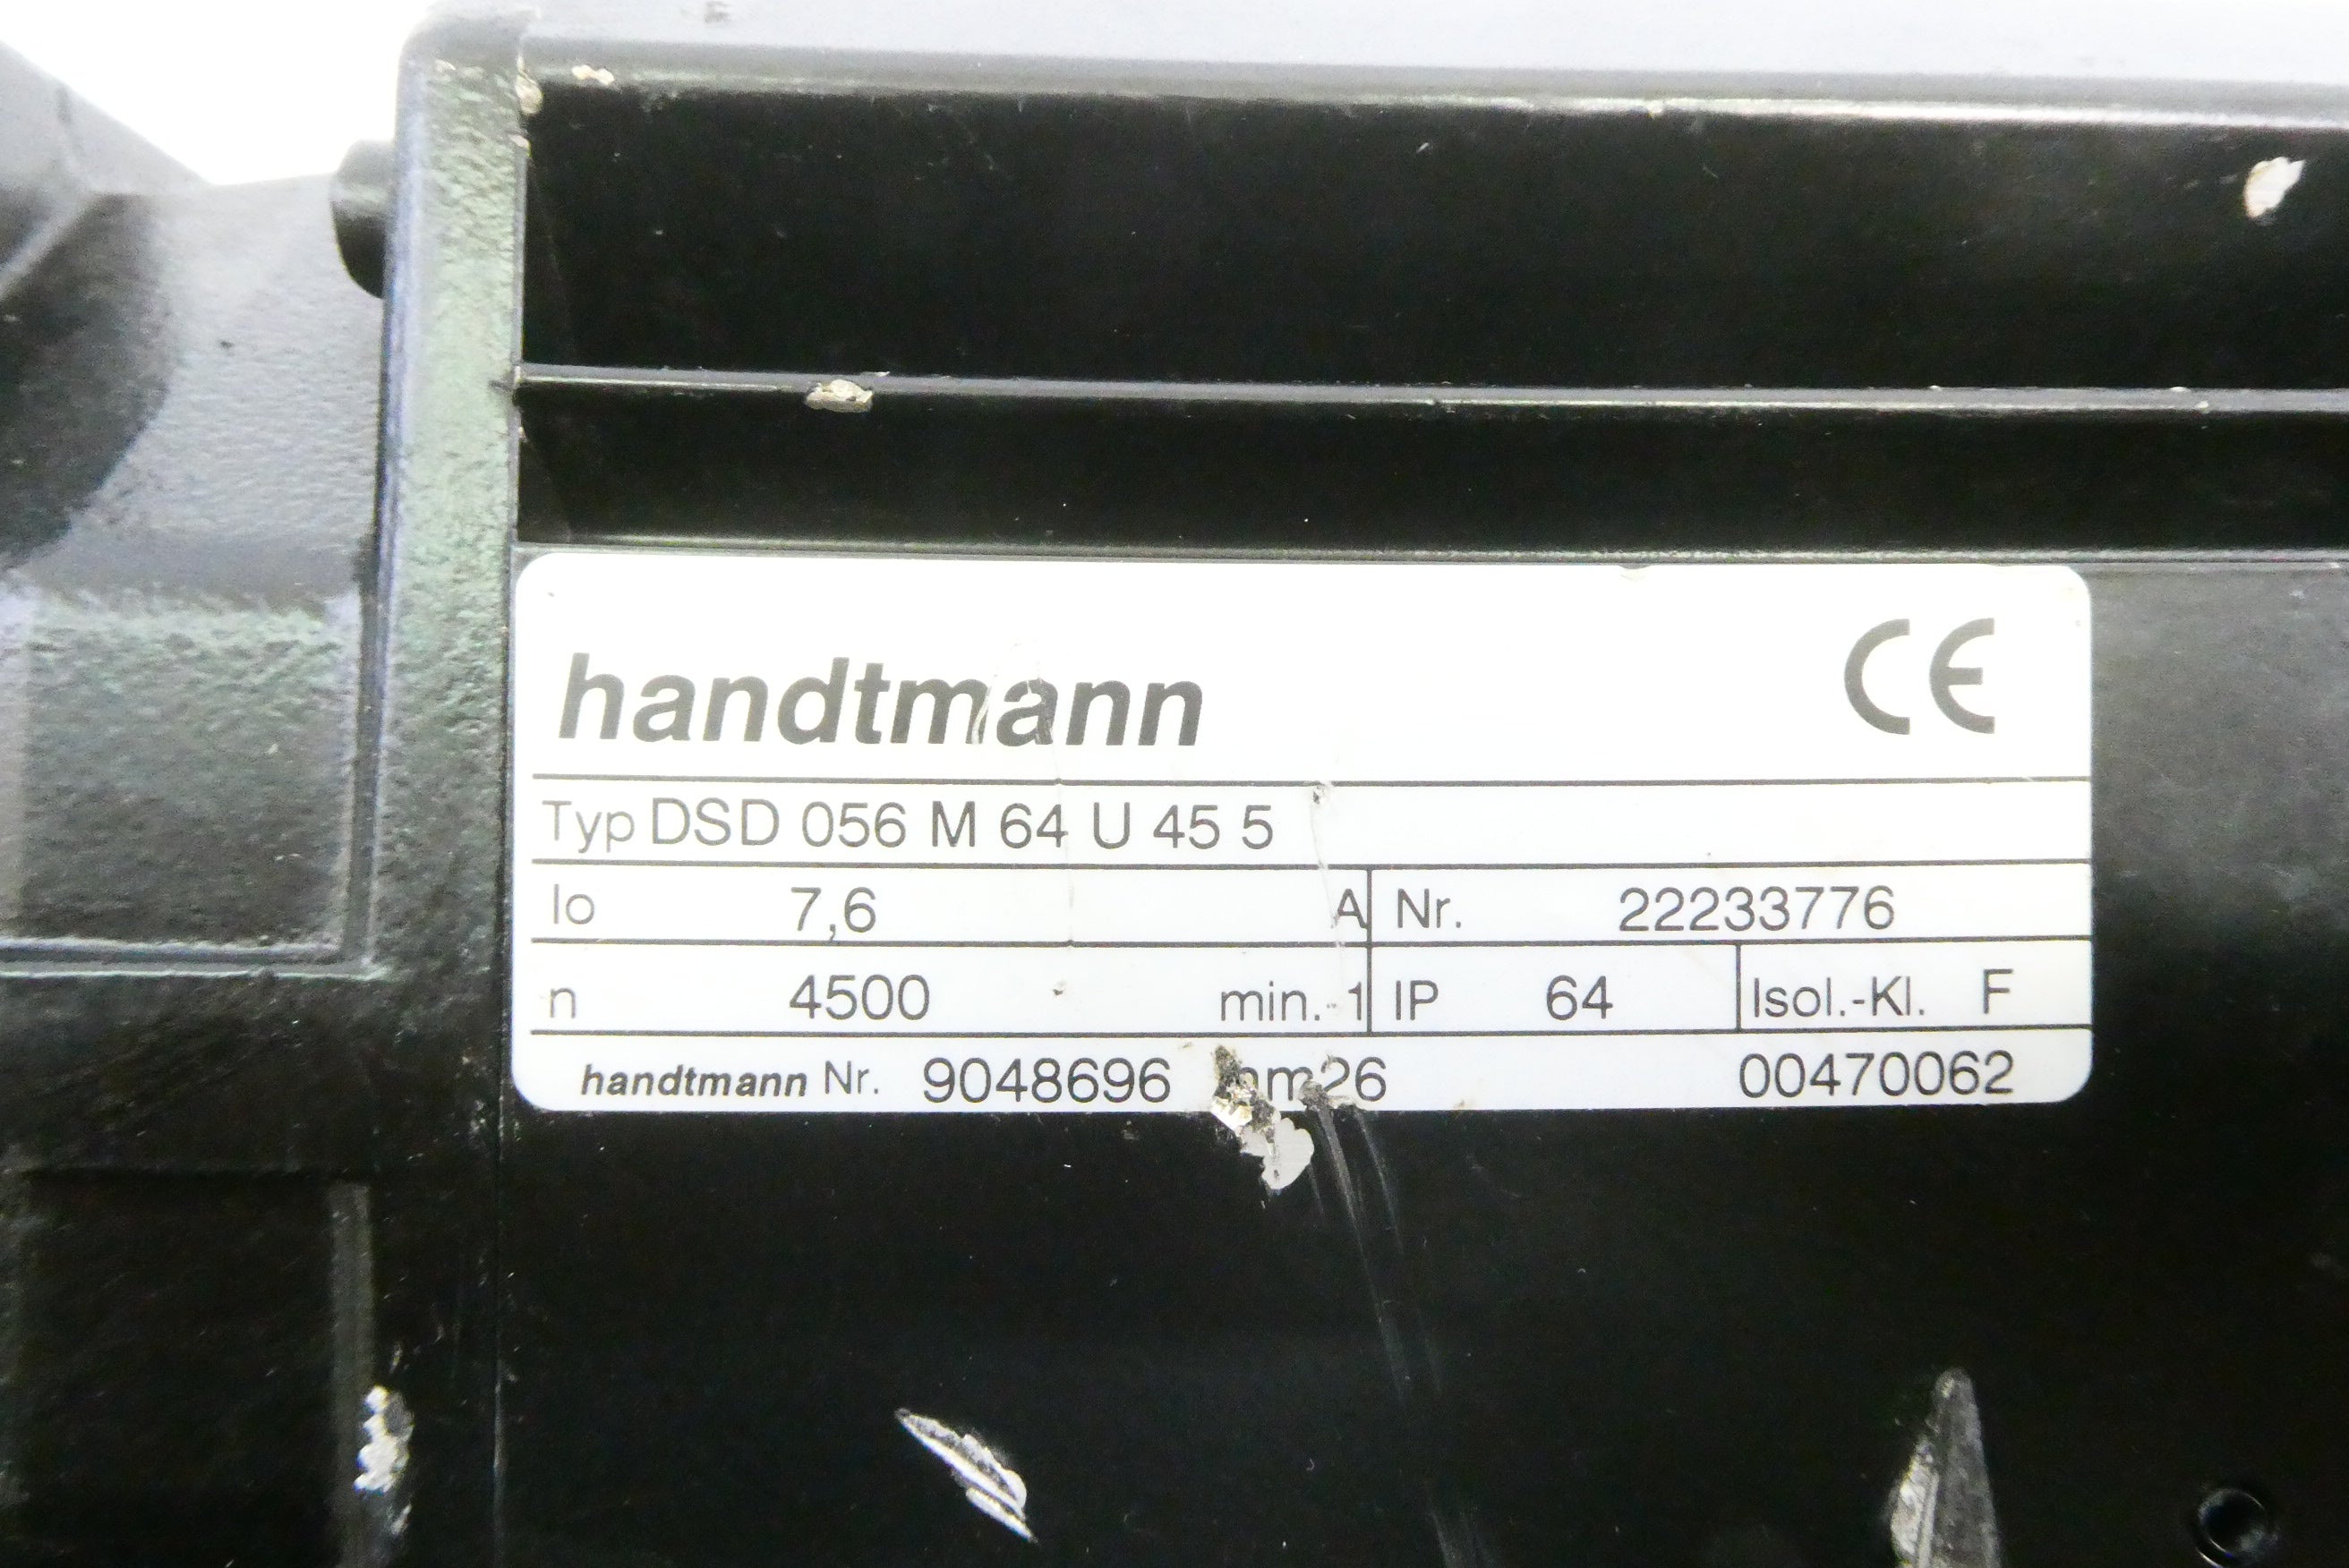 handtmann CE
Typ DSD 056 M 64 U 45 5
Io 7,6 A Nr. 22233776
n 4500 min.-1 IP 64 Isol.-Kl. F
handtmann Nr. 9048696 00470062